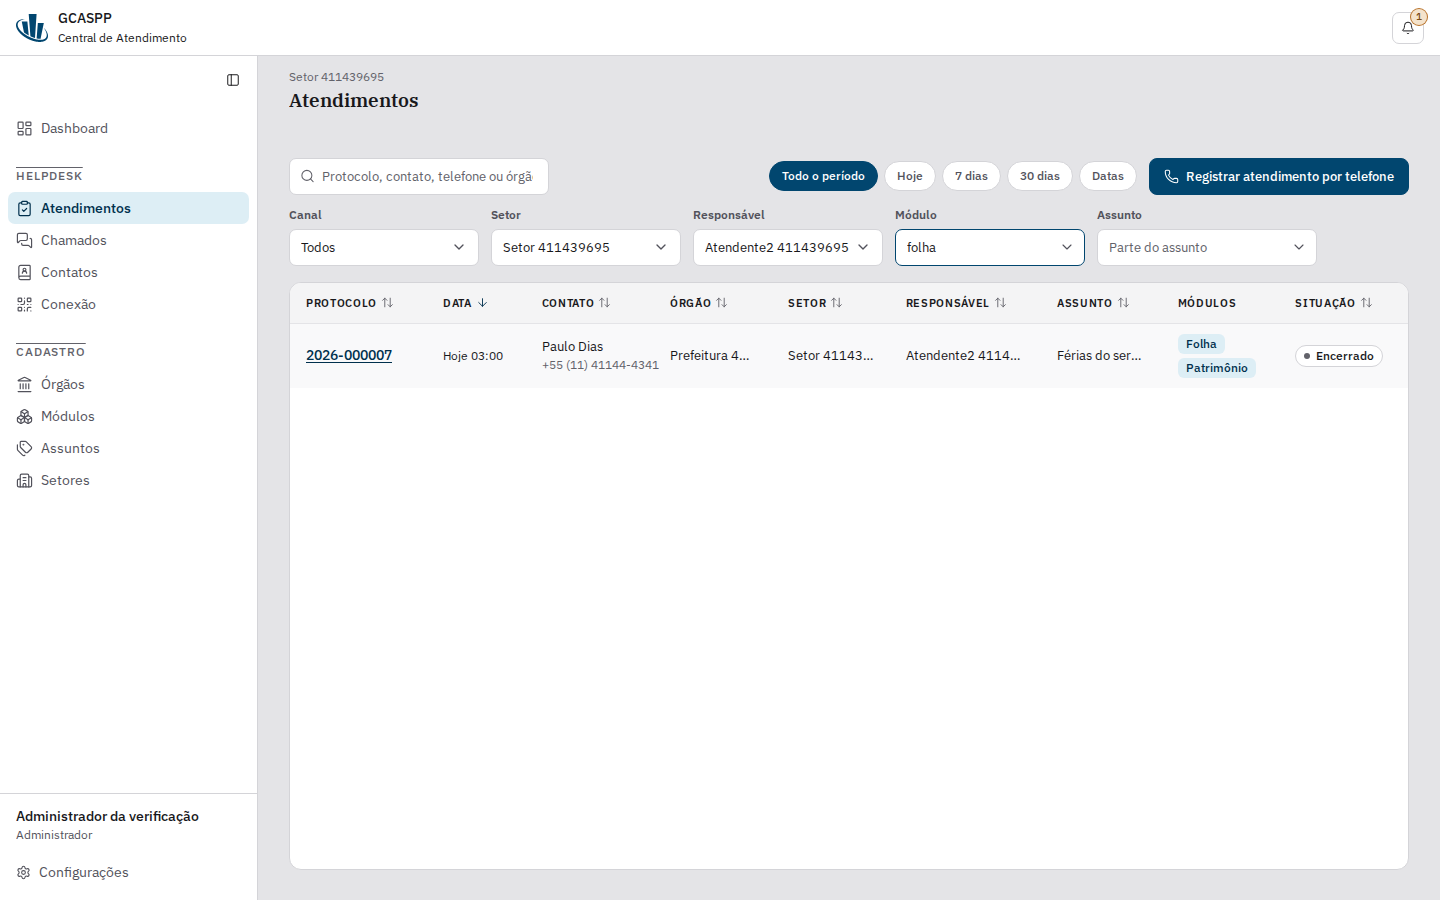 GCASPP
Central de Atendimento
1
Dashboard
HELPDESK
Atendimentos
Chamados
Contatos
Conexão
CADASTRO
Órgãos
Módulos
Assuntos
Setores
Administrador da verificação
Administrador
Configurações
Setor 411439695
Atendimentos
Protocolo, contato, telefone ou órgã
Todo o período
Hoje
7 dias
30 dias
Datas
Registrar atendimento por telefone
Canal
Setor
Responsável
Módulo
Assunto
Todos
Setor 411439695
Atendente2 411439695
folha
Parte do assunto
PROTOCOLO
DATA
CONTATO
ÓRGÃO
SETOR
RESPONSÁVEL
ASSUNTO
MÓDULOS
SITUAÇÃO
2026-000007
Hoje 03:00
Paulo Dias
+55 (11) 41144-4341
Prefeitura 4...
Setor 41143...
Atendente2 4114...
Férias do ser...
Folha
Patrimônio
Encerrado